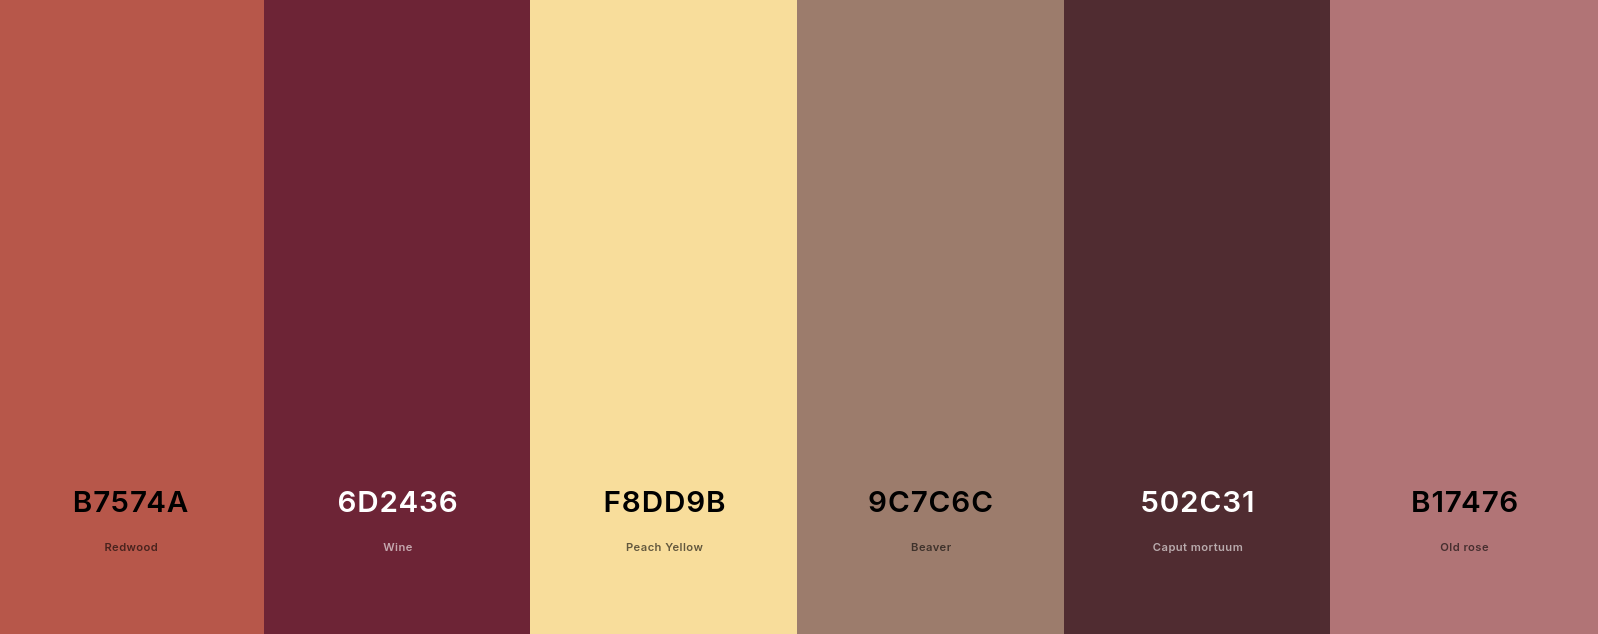 B7574A
Redwood
6D2436
Wine
F8DD9B
Peach Yellow
9C7C6C
Beaver
502C31
Caput mortuum
B17476
Old rose